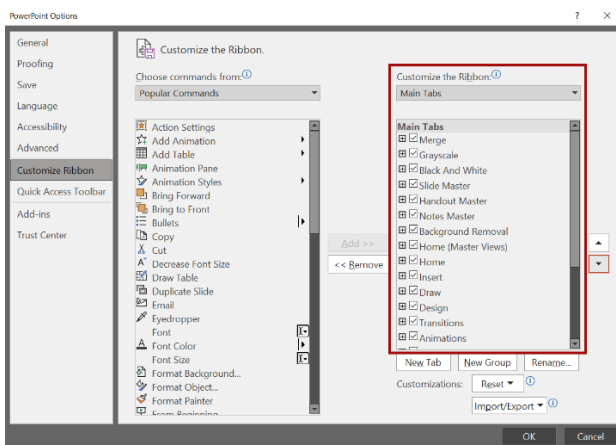 PowerPoint Options
?
General
Proofing
Save
Language
Accessibility
Advanced
Customize Ribbon
Quick Access Toolbar
Add-ins
Trust Center
Customize the Ribbon.
Choose commands from:
Popular Commands
Action Settings
Add Animation
Add Table
Animation Pane
Animation Styles
Bring Forward
Bring to Front
Bullets
Copy
Cut
Decrease Font Size
Draw Table
Duplicate Slide
Email
Eyedropper
Font
Font Color
Font Size
Format Background...
Format Object...
Format Painter
From Beginning
Add >>
<< Remove
Customize the Ribbon:
Main Tabs
Main Tabs
Merge
Grayscale
Black And White
Slide Master
Handout Master
Notes Master
Background Removal
Home (Master Views)
Home
Insert
Draw
Design
Transitions
Animations
New Tab
New Group
Rename...
Customizations:
Reset
Import/Export
OK
Cancel